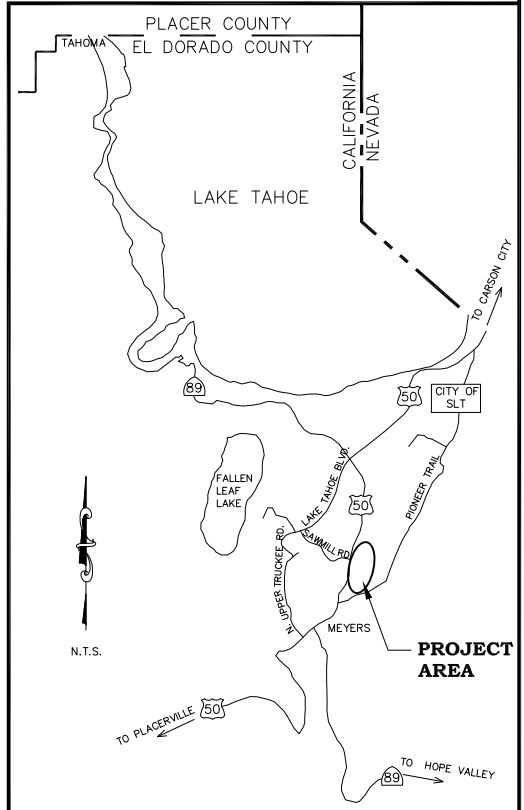 PLACER COUNTY
TAHOMA
EL DORADO COUNTY
CALIFORNIA
NEVADA
LAKE TAHOE
TO CARSON CITY
89
50
CITY OF
SLT
LAKE TAHOE BLVD.
PIONEER TRAIL
FALLEN
LEAF
LAKE
50
SAWMILL RD.
N. UPPER TRUCKEE RD.
MEYERS
PROJECT
AREA
N.T.S.
50
TO PLACERVILLE
TO HOPE VALLEY
89